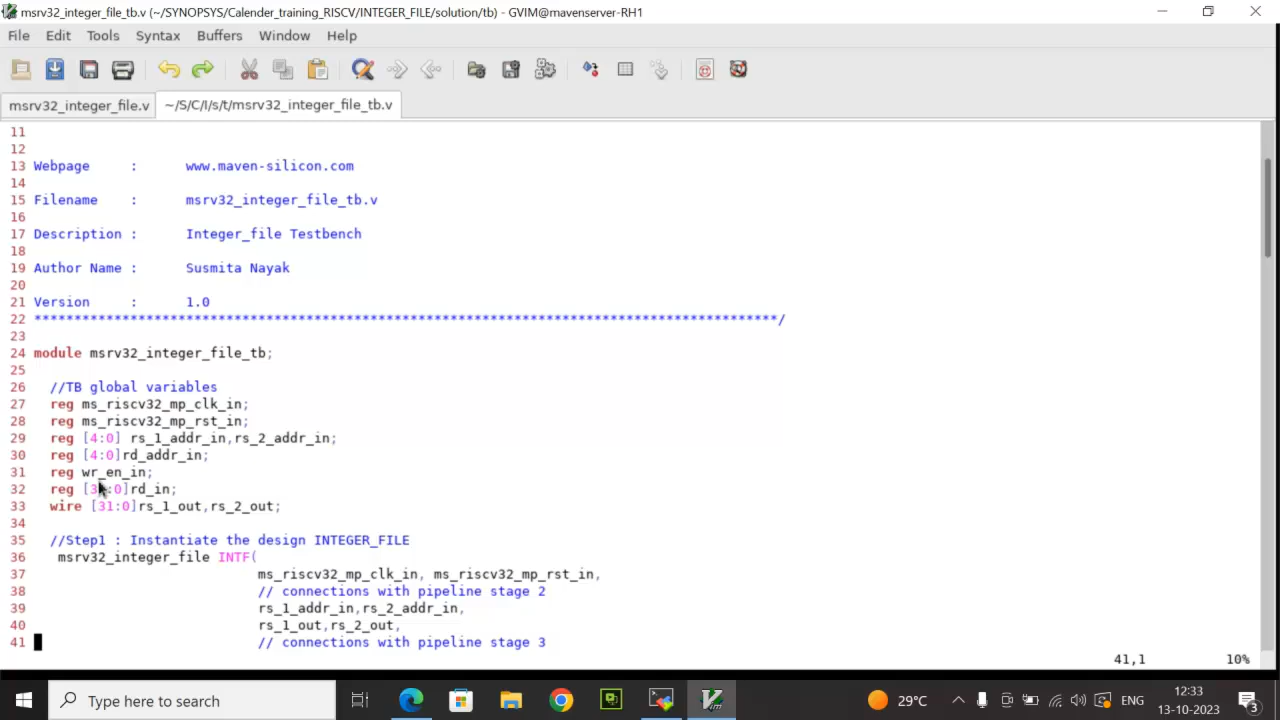 msrv32_integer_file_tb.v (~/SYNOPSYS/Calender_training_RISCV/INTEGER_FILE/solution/tb) - GVIM@mavenserver-RH1
File Edit Tools Syntax Buffers Window Help
msrv32_integer_file.v ~/S/C/I/s/t/msrv32_integer_file_tb.v
11
12
13 Webpage : www.maven-silicon.com
14
15 Filename : msrv32_integer_file_tb.v
16
17 Description : Integer_file Testbench
18
19 Author Name : Susmita Nayak
20
21 Version : 1.0
22 *********************************************************************************************/
23
24 module msrv32_integer_file_tb;
25
26 //TB global variables
27 reg ms_riscv32_mp_clk_in;
28 reg ms_riscv32_mp_rst_in;
29 reg [4:0] rs_1_addr_in,rs_2_addr_in;
30 reg [4:0]rd_addr_in;
31 reg wr_en_in;
32 reg [31:0]rd_in;
33 wire [31:0]rs_1_out,rs_2_out;
34
35 //Step1 : Instantiate the design INTEGER_FILE
36 msrv32_integer_file INTF(
37 ms_riscv32_mp_clk_in, ms_riscv32_mp_rst_in,
38 // connections with pipeline stage 2
39 rs_1_addr_in,rs_2_addr_in,
40 rs_1_out,rs_2_out,
41 // connections with pipeline stage 3
41,1 10%
Type here to search
29°C
ENG
12:33
13-10-2023
3